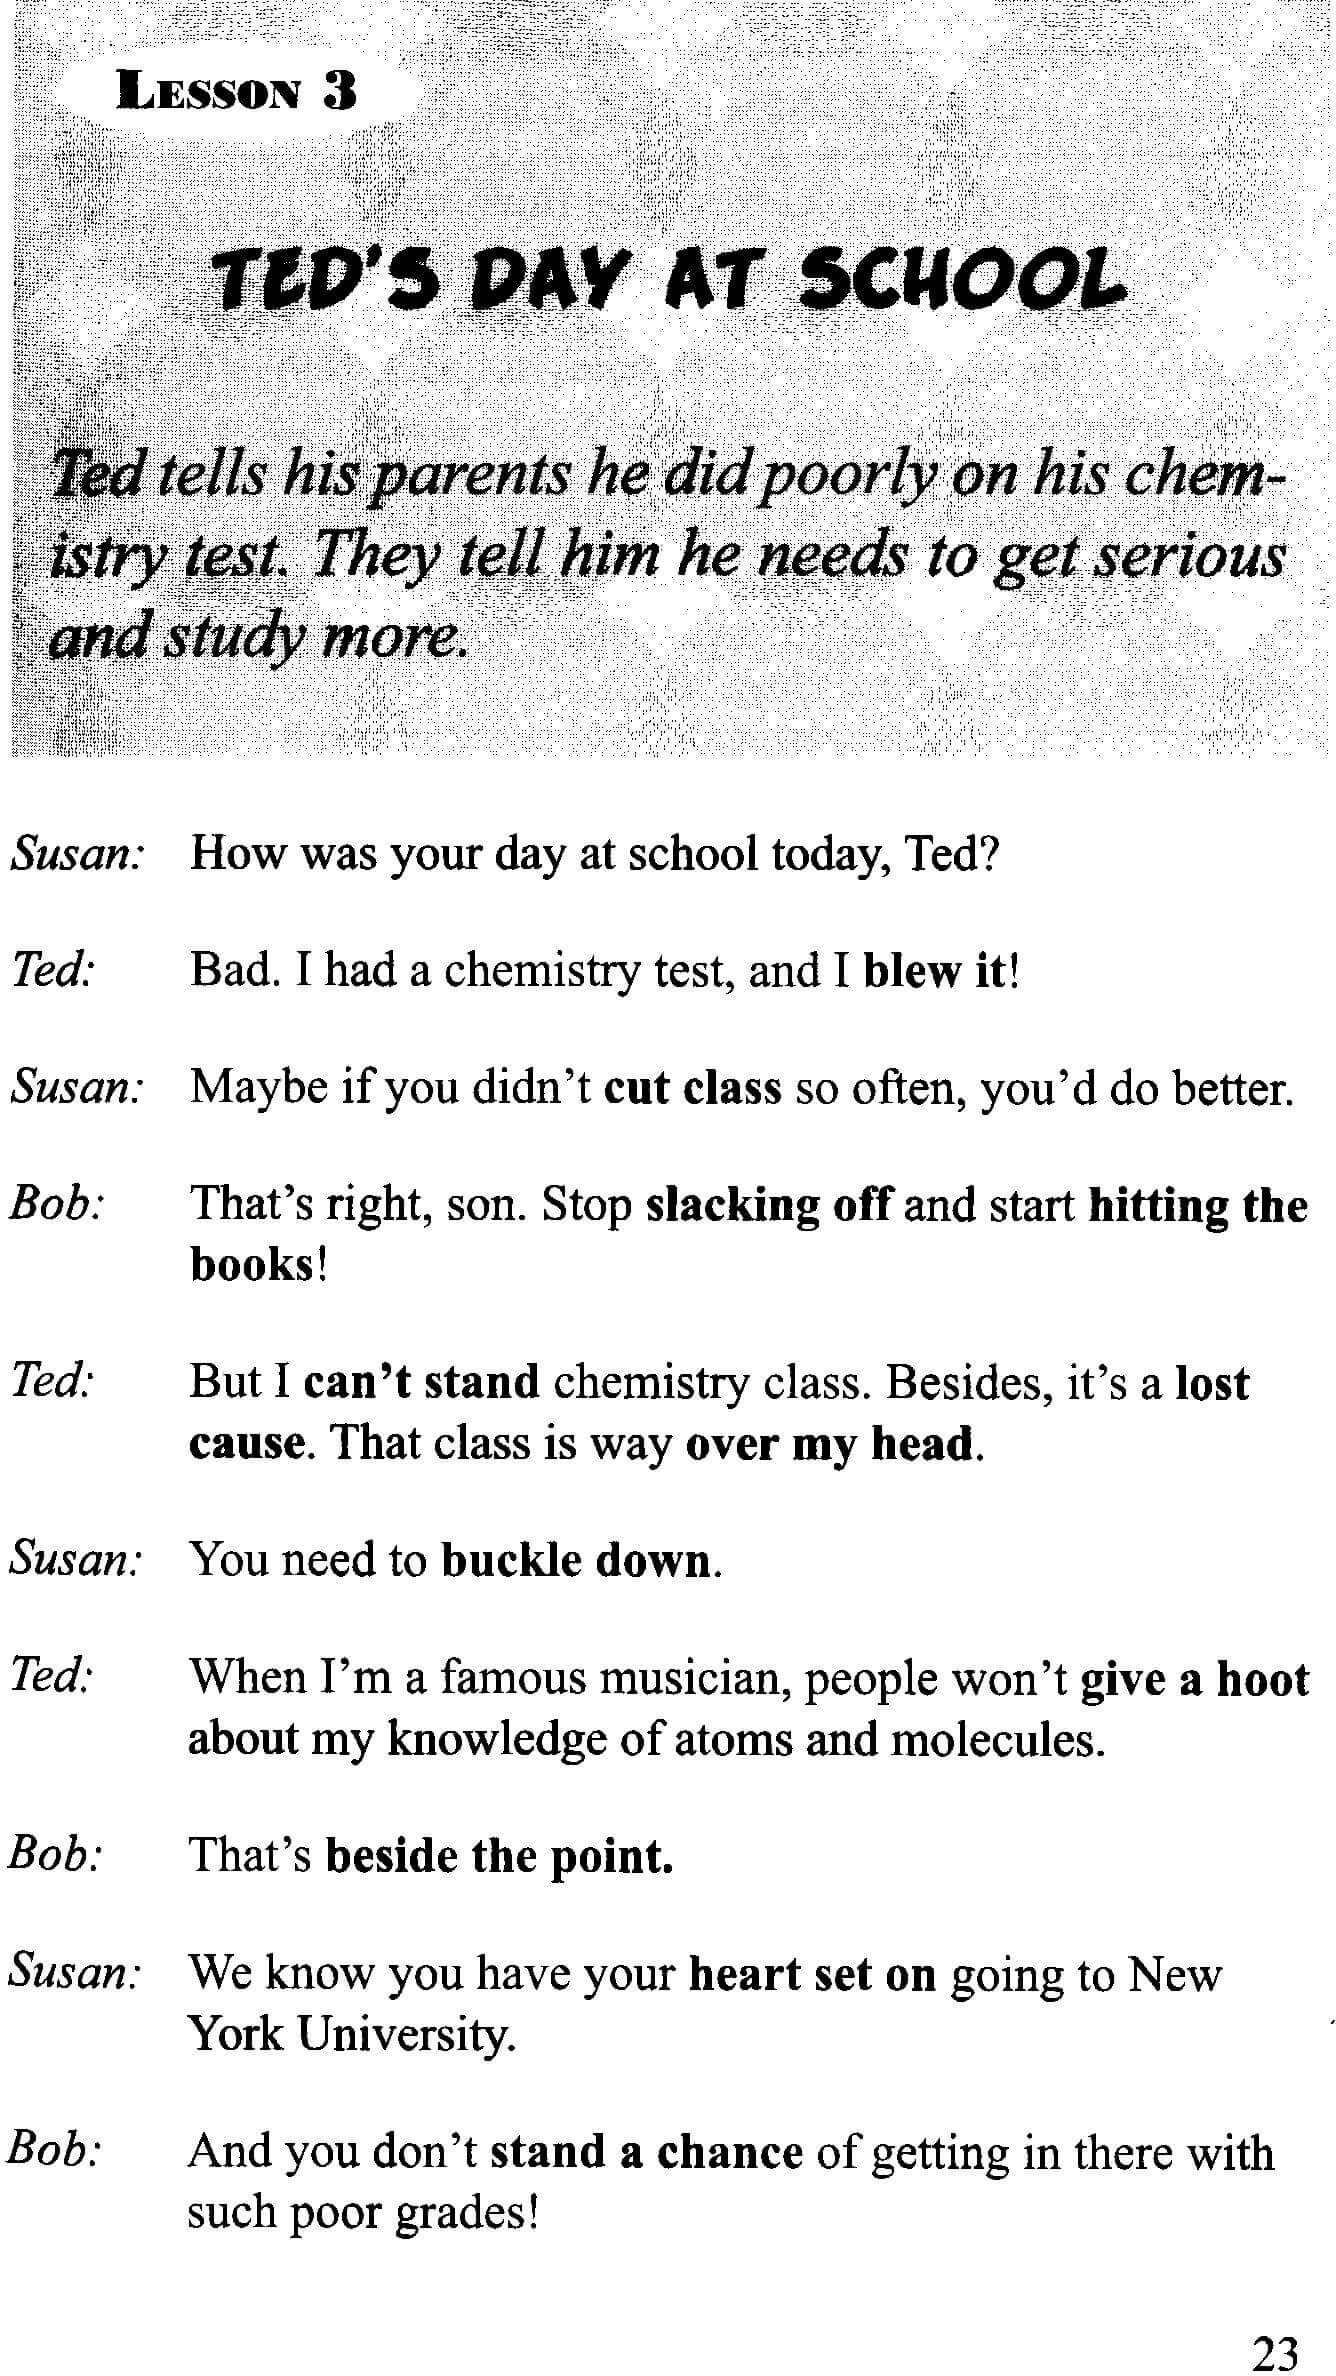 LESSON 3
TED'S DAY AT SCHOOL
Ted tells his parents he did poorly on his chem-
istry test. They tell him he needs to get serious
and study more.
Susan: How was your day at school today, Ted?
Ted: Bad. I had a chemistry test, and I blew it!
Susan: Maybe if you didn't cut class so often, you'd do better.
Bob: That's right, son. Stop slacking off and start hitting the
books!
Ted: But I can't stand chemistry class. Besides, it's a lost
cause. That class is way over my head.
Susan: You need to buckle down.
Ted: When I'm a famous musician, people won't give a hoot
about my knowledge of atoms and molecules.
Bob: That's beside the point.
Susan: We know you have your heart set on going to New
York University.
Bob: And you don't stand a chance of getting in there with
such poor grades!
23